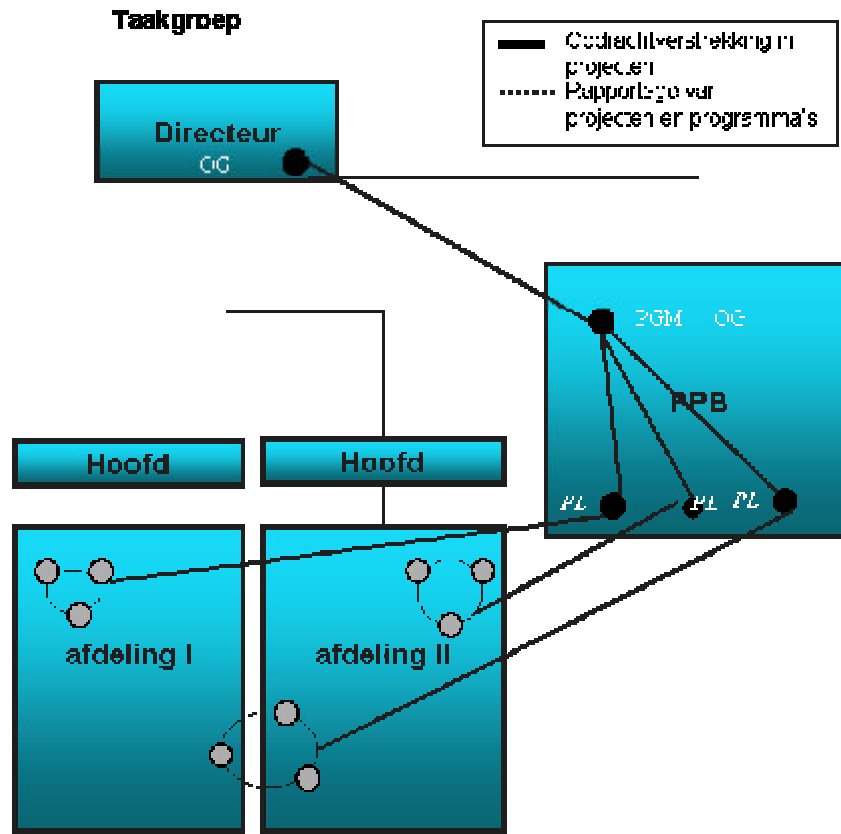 Taakgroep
Opdrachtverstrekking in
projecten
Rapportage van
projecten en programma's
Directeur
OG
PGM OG
PPB
Hoofd
Hoofd
PL
PL
PL
afdeling I
afdeling II